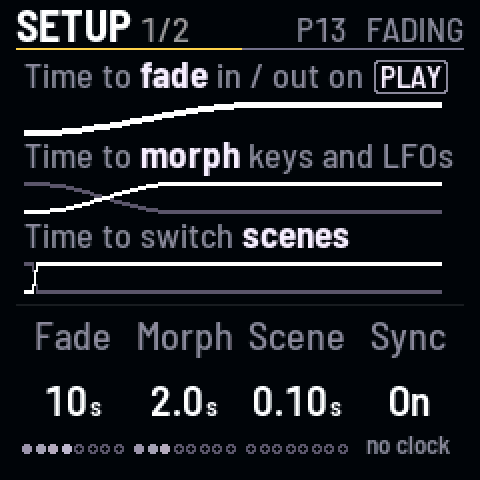 SETUP 1/2 P13 FADING
Time to fade in / out on PLAY
Time to morph keys and LFOs
Time to switch scenes
Fade Morph Scene Sync
10s 2.0s 0.10s On
no clock